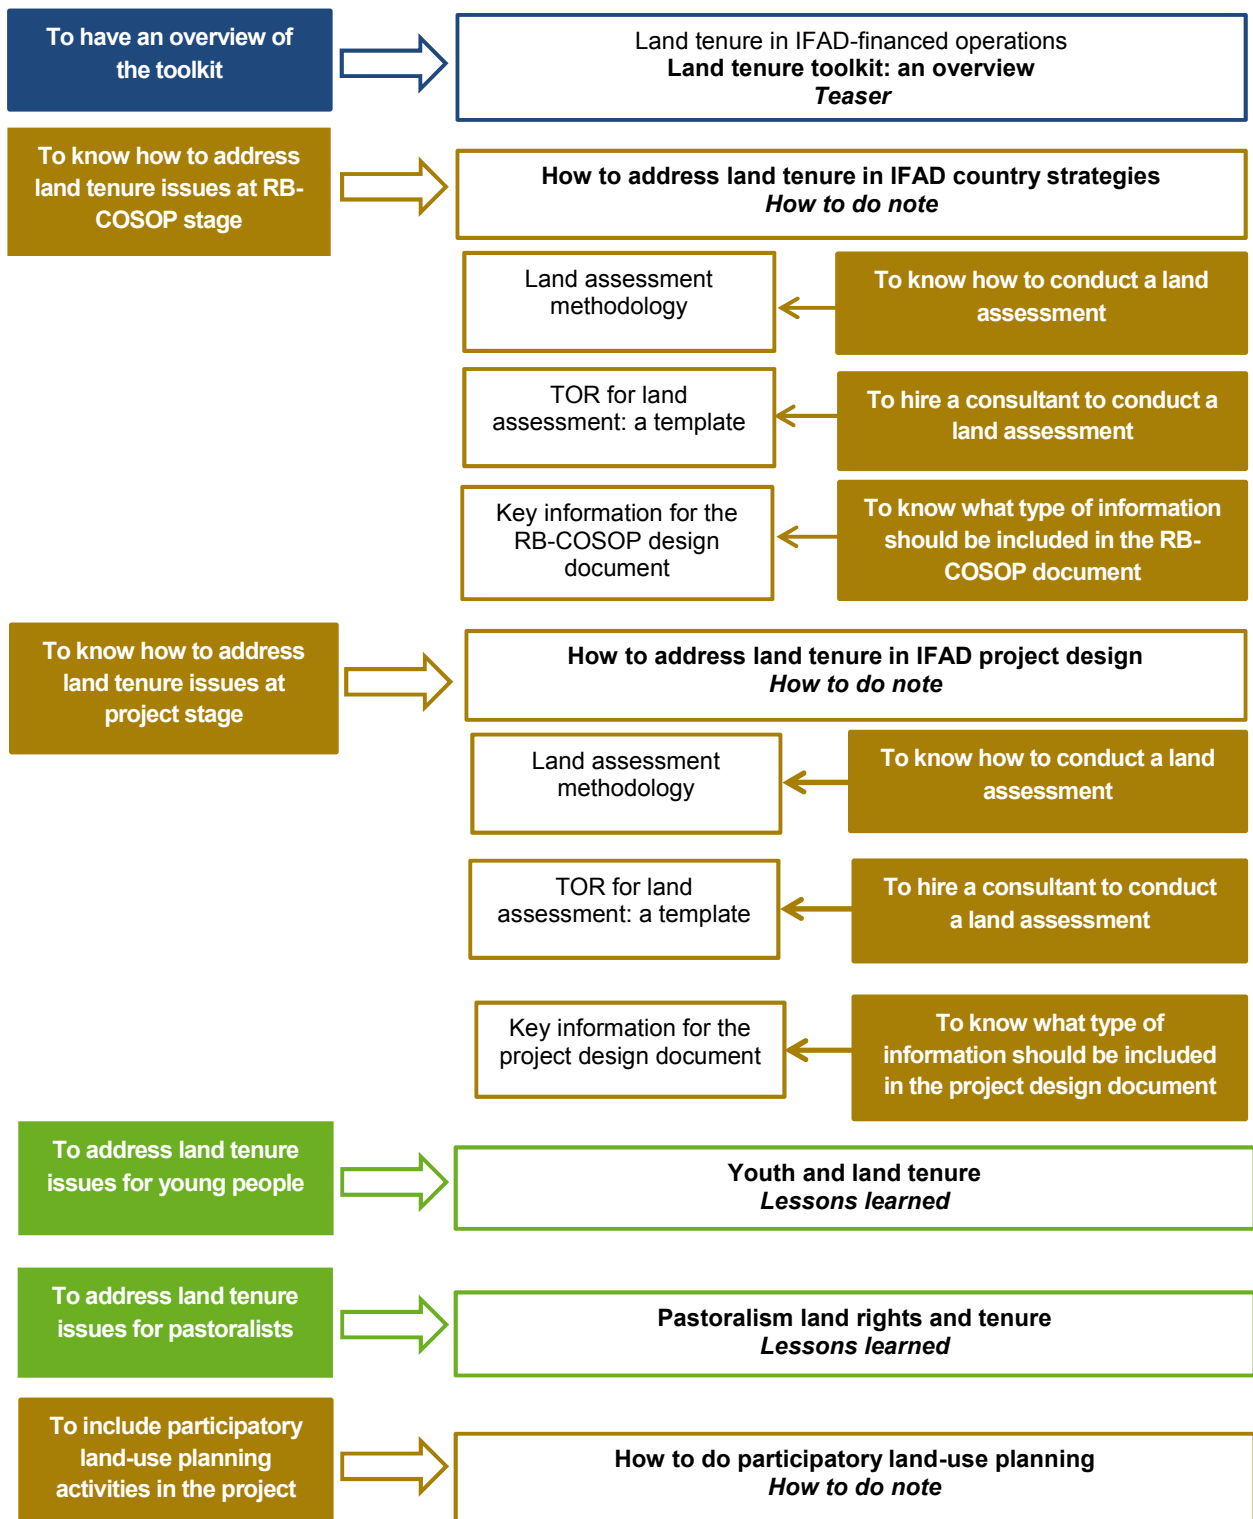 To have an overview of
the toolkit
Land tenure in IFAD-financed operations
Land tenure toolkit: an overview
Teaser
To know how to address
land tenure issues at RB-
COSOP stage
How to address land tenure in IFAD country strategies
How to do note
Land assessment
methodology
To know how to conduct a land
assessment
TOR for land
assessment: a template
To hire a consultant to conduct a
land assessment
Key information for the
RB-COSOP design
document
To know what type of information
should be included in the RB-
COSOP document
To know how to address
land tenure issues at
project stage
How to address land tenure in IFAD project design
How to do note
Land assessment
methodology
To know how to conduct a land
assessment
TOR for land
assessment: a template
To hire a consultant to conduct
a land assessment
Key information for the
project design document
To know what type of
information should be included
in the project design document
To address land tenure
issues for young people
Youth and land tenure
Lessons learned
To address land tenure
issues for pastoralists
Pastoralism land rights and tenure
Lessons learned
To include participatory
land-use planning
activities in the project
How to do participatory land-use planning
How to do note